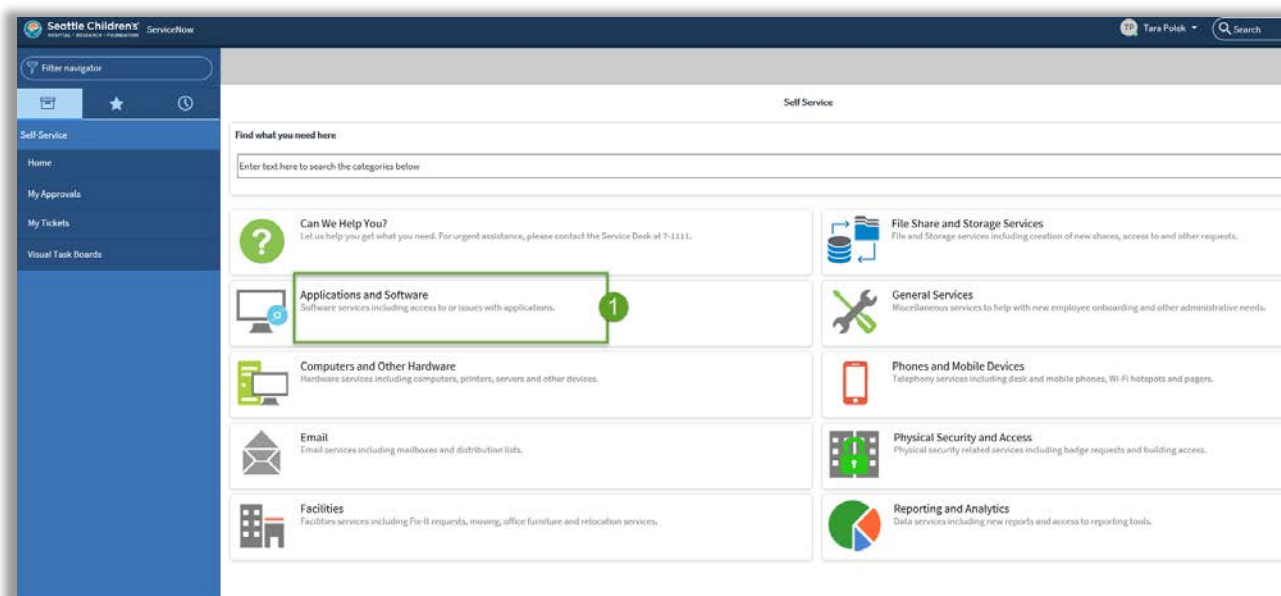 Seattle Children's
HOSPITAL • RESEARCH • FOUNDATION
ServiceNow
TP
Tara Polek
Search
Filter navigator
Self-Service
Home
My Approvals
My Tickets
Visual Task Boards
Self Service
Find what you need here
Enter text here to search the categories below
Can We Help You?
Let us help you get what you need. For urgent assistance, please contact the Service Desk at 7-1111.
File Share and Storage Services
File and Storage services including creation of new shares, access to and other requests.
Applications and Software
Software services including access to or issues with applications.
1
General Services
Miscellaneous services to help with new employee onboarding and other administrative needs.
Computers and Other Hardware
Hardware services including computers, printers, servers and other devices.
Phones and Mobile Devices
Telephony services including desk and mobile phones, Wi-Fi hotspots and pagers.
Email
Email services including mailboxes and distribution lists.
Physical Security and Access
Physical security related services including badge requests and building access.
Facilities
Facilities services including Fix-It requests, moving, office furniture and relocation services.
Reporting and Analytics
Data services including new reports and access to reporting tools.